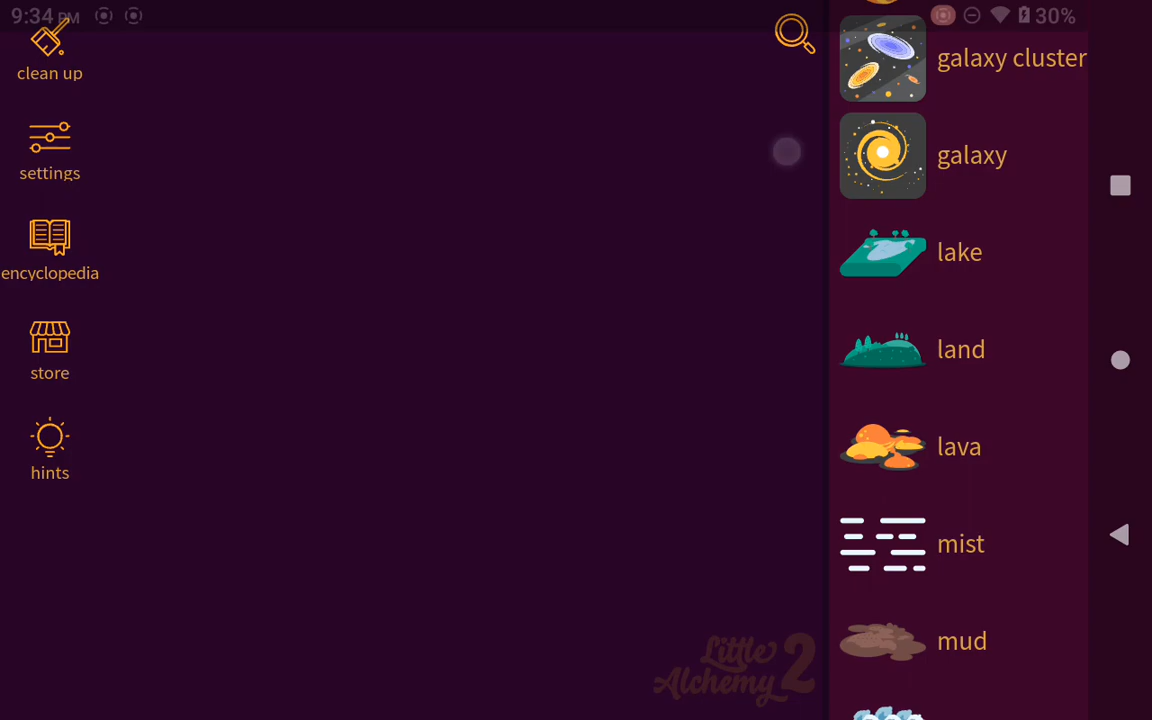 9:34 PM
30%
clean up
settings
encyclopedia
store
hints
galaxy cluster
galaxy
lake
land
lava
mist
mud
Little
Alchemy 2